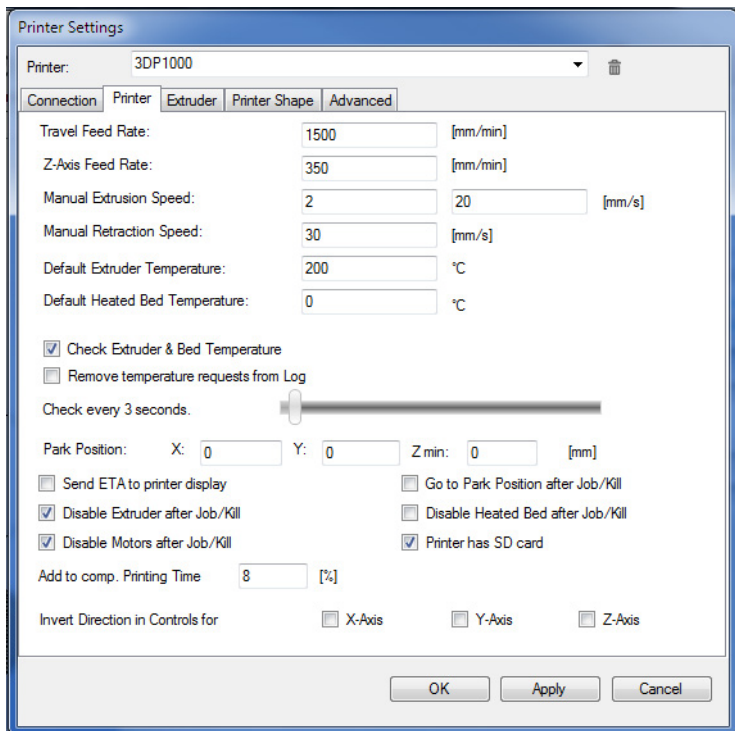 Printer Settings
Printer: 3DP1000
Connection Printer Extruder Printer Shape Advanced
Travel Feed Rate: 1500 [mm/min]
Z-Axis Feed Rate: 350 [mm/min]
Manual Extrusion Speed: 2 20 [mm/s]
Manual Retraction Speed: 30 [mm/s]
Default Extruder Temperature: 200 °C
Default Heated Bed Temperature: 0 °C
Check Extruder & Bed Temperature
Remove temperature requests from Log
Check every 3 seconds.
Park Position: X: 0 Y: 0 Z min: 0 [mm]
Send ETA to printer display Go to Park Position after Job/Kill
Disable Extruder after Job/Kill Disable Heated Bed after Job/Kill
Disable Motors after Job/Kill Printer has SD card
Add to comp. Printing Time 8 [%]
Invert Direction in Controls for X-Axis Y-Axis Z-Axis
OK Apply Cancel